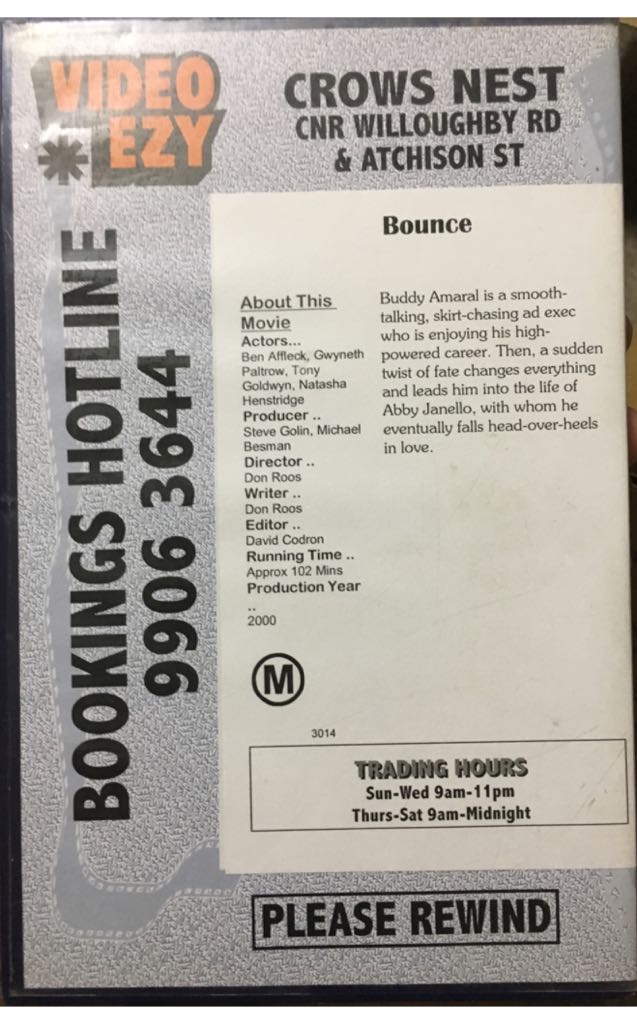 VIDEO
EZY
CROWS NEST
CNR WILLOUGHBY RD
& ATCHISON ST
BOOKINGS HOTLINE
9906 3644
Bounce
About This
Movie
Actors...
Ben Affleck, Gwyneth
Paltrow, Tony
Goldwyn, Natasha
Henstridge
Producer ..
Steve Golin, Michael
Besman
Director ..
Don Roos
Writer ..
Don Roos
Editor ..
David Codron
Running Time ..
Approx 102 Mins
Production Year
..
2000
Buddy Amaral is a smooth-
talking, skirt-chasing ad exec
who is enjoying his high-
powered career. Then, a sudden
twist of fate changes everything
and leads him into the life of
Abby Janello, with whom he
eventually falls head-over-heels
in love.
M
3014
TRADING HOURS
Sun-Wed 9am-11pm
Thurs-Sat 9am-Midnight
PLEASE REWIND